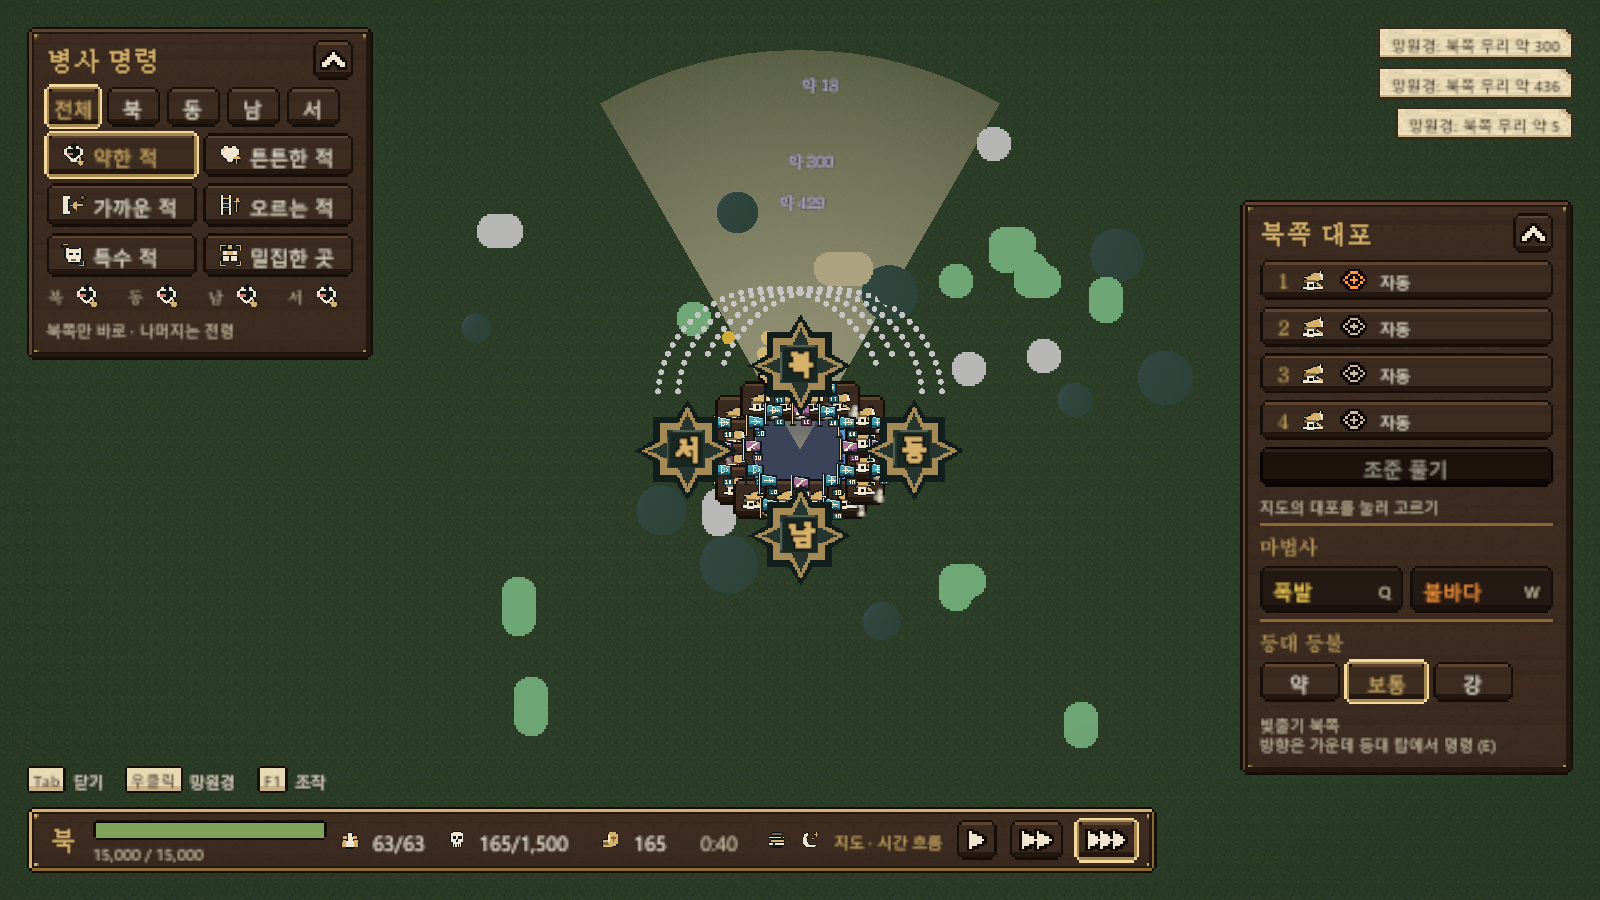 병사 명령
전체 북 동 남 서
약한 적 튼튼한 적
가까운 적 오르는 적
특수 적 밀집한 곳
북 동 남 서
북쪽만 바로 · 나머지는 전령
약 18
약 300
약 429
망원경: 북쪽 무리 약 300
망원경: 북쪽 무리 약 436
망원경: 북쪽 무리 약 5
북
서
동
남
북쪽 대포
1 자동
2 자동
3 자동
4 자동
조준 풀기
지도의 대포를 눌러 고르기
마법사
폭발 Q 불바다 W
등대 등불
약 보통 강
빛줄기 북쪽
방향은 가운데 등대 탑에서 명령 (E)
Tab 닫기 우클릭 망원경 F1 조작
북 15,000 / 15,000 63/63 165/1,500 165 0:40 지도 · 시간 흐름